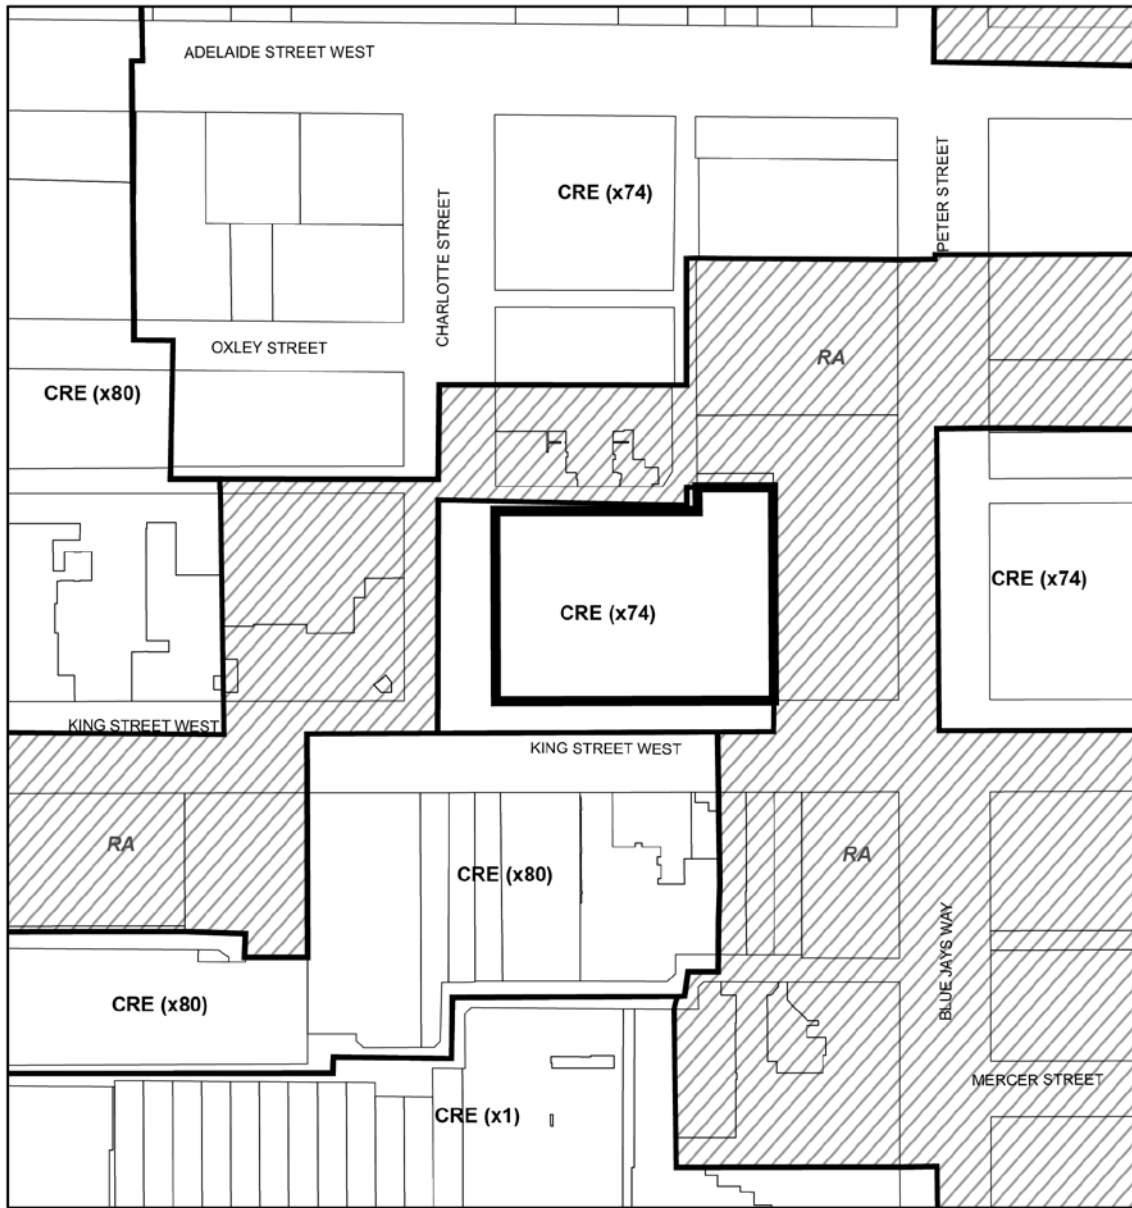 ADELAIDE STREET WEST
CRE (x74)
PETER STREET
CHARLOTTE STREET
OXLEY STREET
RA
CRE (x80)
CRE (x74)
CRE (x74)
KING STREET WEST
KING STREET WEST
RA
RA
CRE (x80)
BLUE JAYS WAY
CRE (x80)
MERCER STREET
CRE (x1)